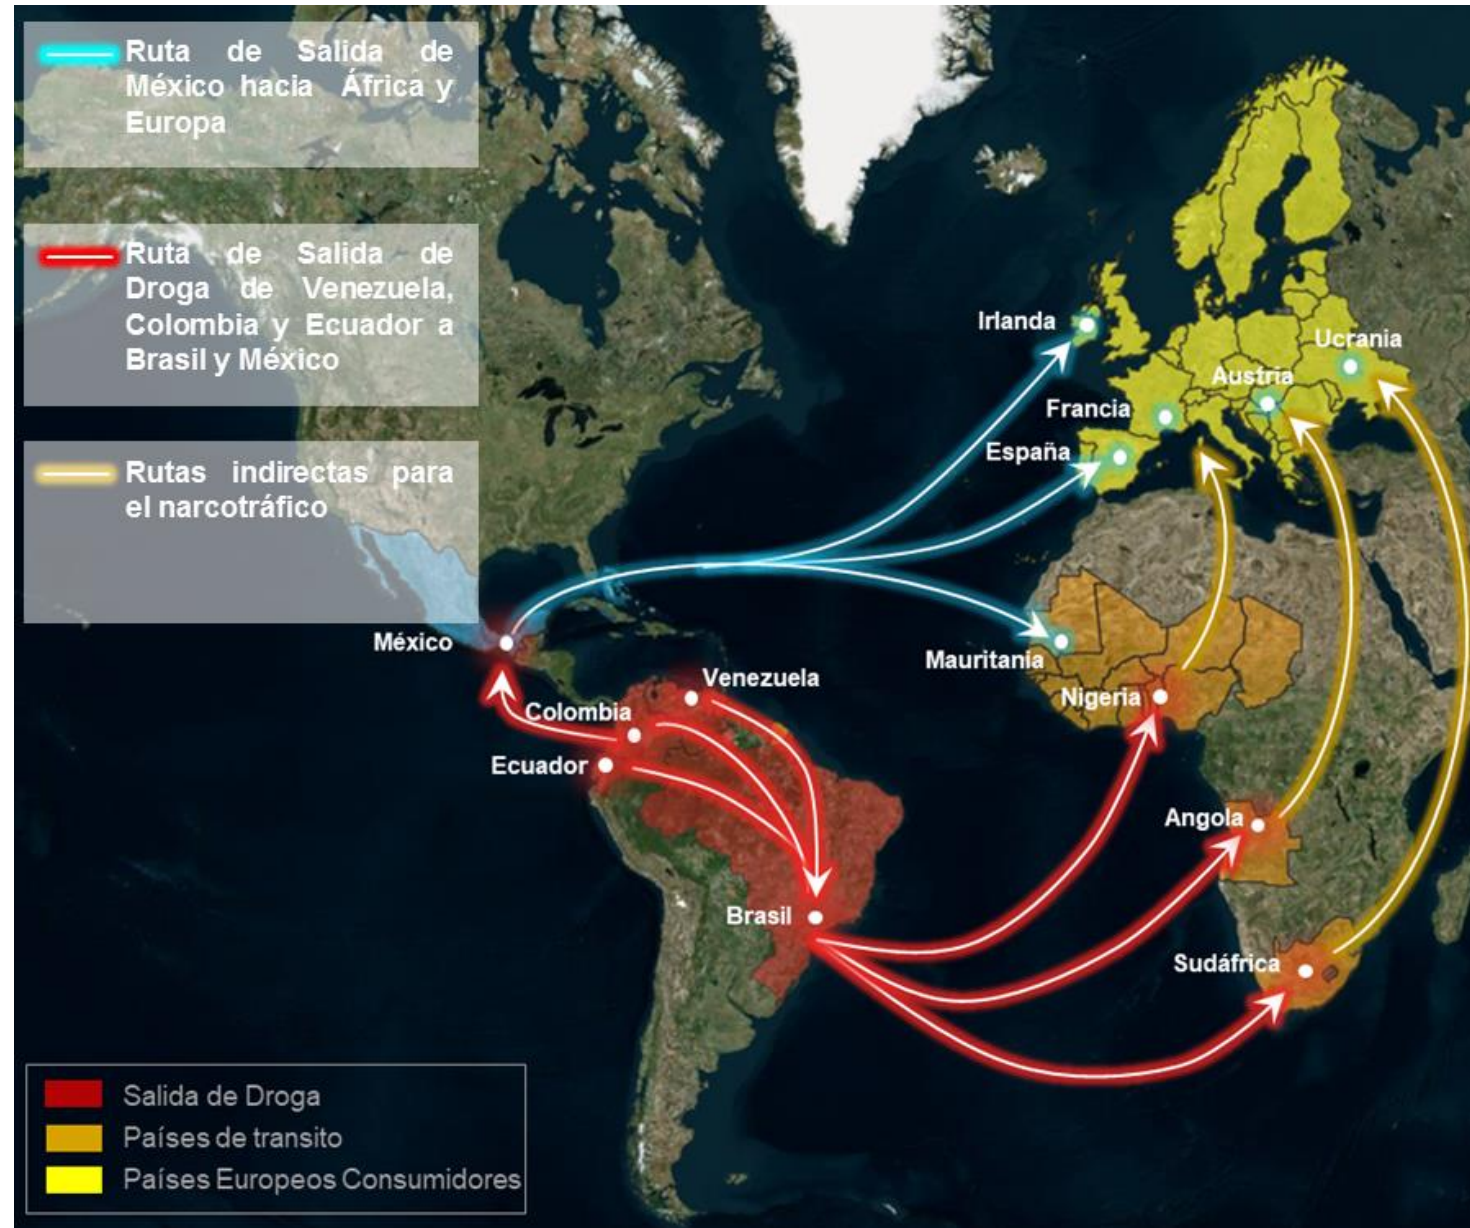 Ruta de Salida de
México hacia África y
Europa
Ruta de Salida de
Droga de Venezuela,
Colombia y Ecuador a
Brasil y México
Rutas indirectas para
el narcotráfico
Irlanda
Ucrania
Austria
Francia
España
México
Mauritania
Venezuela
Nigeria
Colombia
Ecuador
Angola
Brasil
Sudáfrica
Salida de Droga
Países de transito
Países Europeos Consumidores